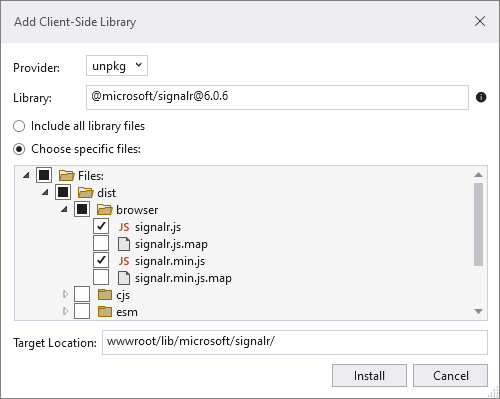 Add Client-Side Library
Provider: unpkg
Library: @microsoft/signalr@6.0.6
Include all library files
Choose specific files:
Files:
dist
browser
JS signalr.js
signalr.js.map
JS signalr.min.js
signalr.min.js.map
cjs
esm
Target Location: wwwroot/lib/microsoft/signalr/
Install Cancel